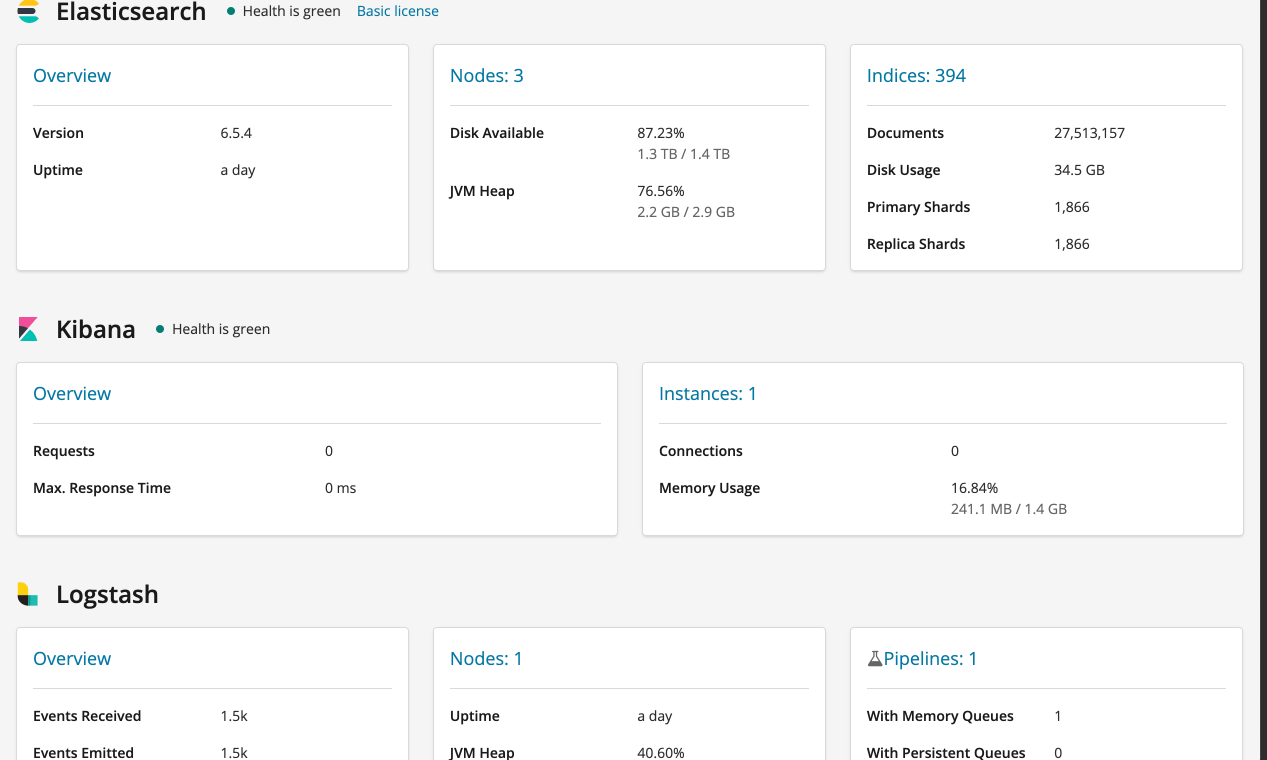 Elasticsearch Health is green Basic license
Overview
Version 6.5.4
Uptime a day
Nodes: 3
Disk Available 87.23%
1.3 TB / 1.4 TB
JVM Heap 76.56%
2.2 GB / 2.9 GB
Indices: 394
Documents 27,513,157
Disk Usage 34.5 GB
Primary Shards 1,866
Replica Shards 1,866
Kibana Health is green
Overview
Requests 0
Max. Response Time 0 ms
Instances: 1
Connections 0
Memory Usage 16.84%
241.1 MB / 1.4 GB
Logstash
Overview
Events Received 1.5k
Events Emitted 1.5k
Nodes: 1
Uptime a day
JVM Heap 40.60%
Pipelines: 1
With Memory Queues 1
With Persistent Queues 0